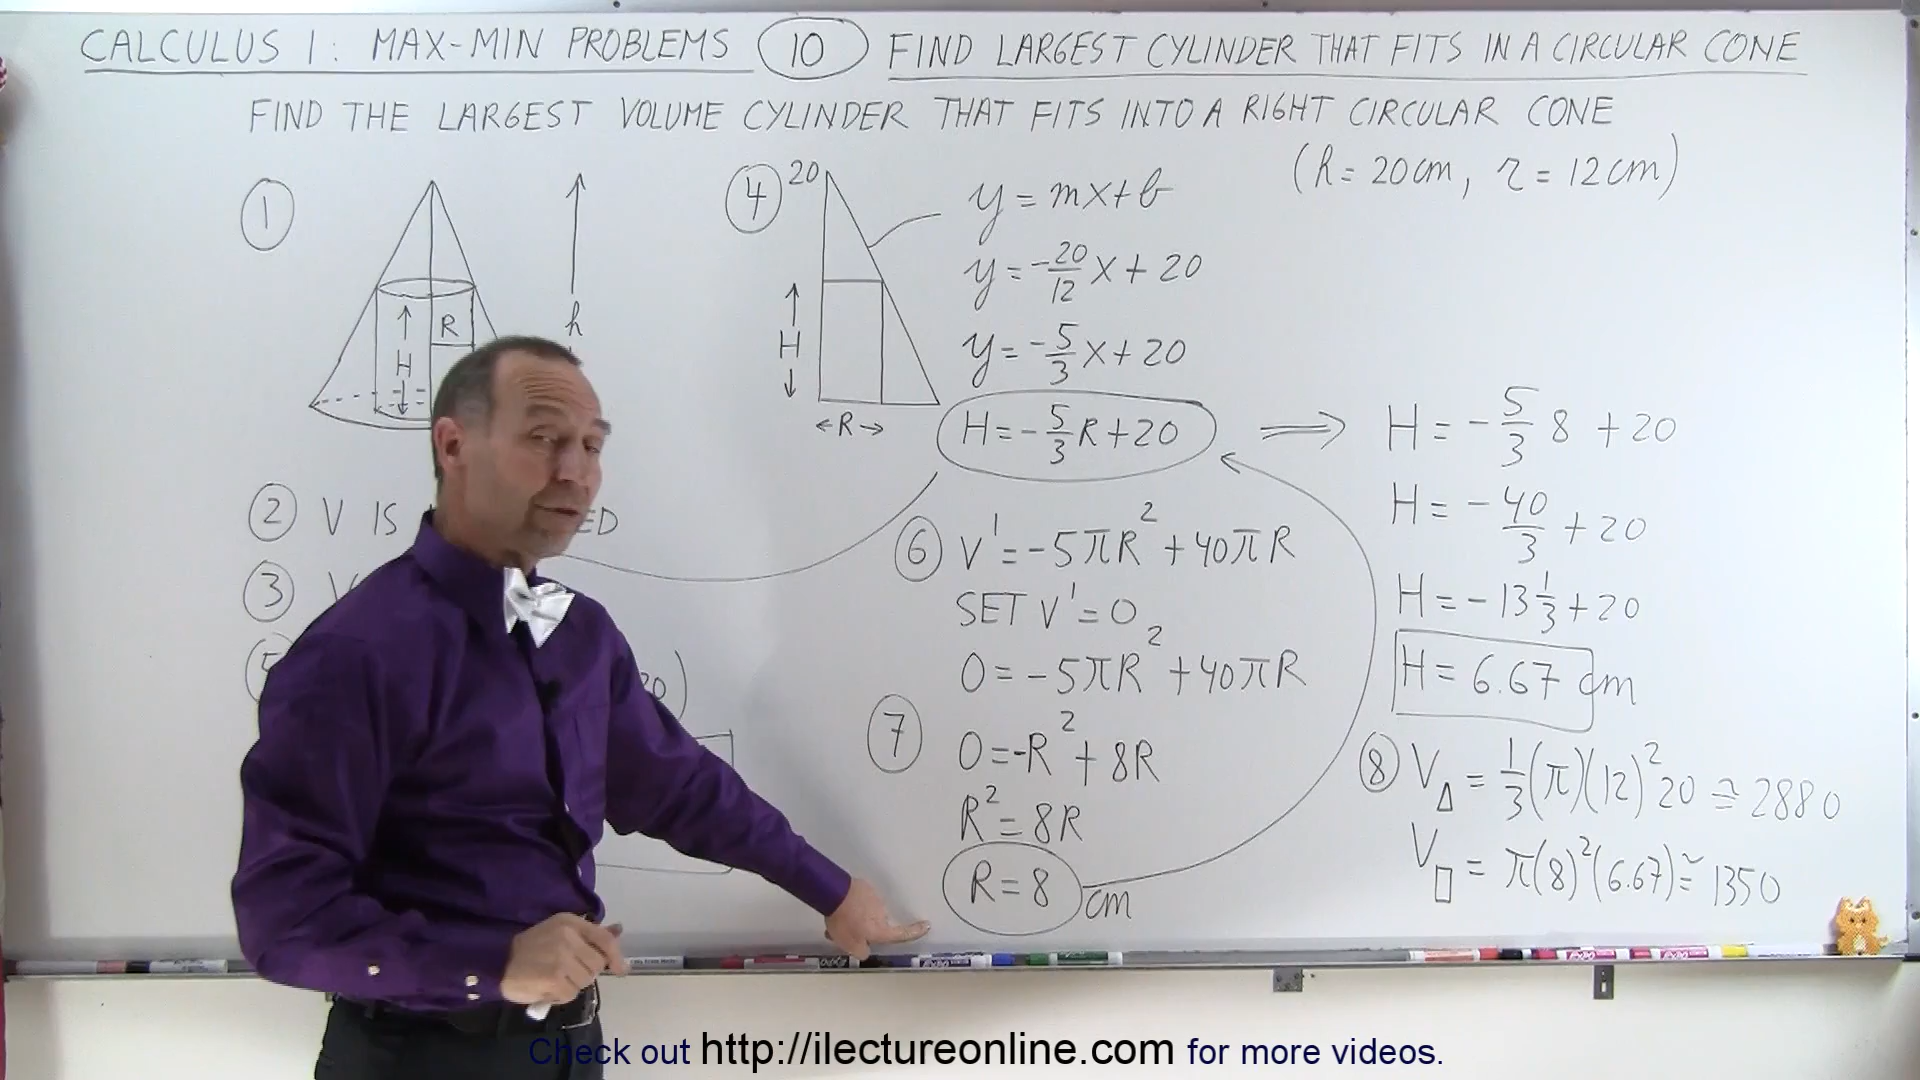 CALCULUS 1: MAX-MIN PROBLEMS 10 FIND LARGEST CYLINDER THAT FITS IN A CIRCULAR CONE
FIND THE LARGEST VOLUME CYLINDER THAT FITS INTO A RIGHT CIRCULAR CONE
(h = 20cm, r = 12cm)
1
h
R
H
2 V IS ED
3 V
5
20)
4 20
H
←R→
y = mx+b
y = -20/12 x + 20
y = -5/3 x + 20
H = -5/3 R + 20 ⟹ H = -5/3 8 + 20
H = -40/3 + 20
H = -13 1/3 + 20
H = 6.67 cm
6 V' = -5πR² + 40πR
SET V' = 0
0 = -5πR² + 40πR
7 0 = -R² + 8R
R² = 8R
R = 8 cm
8 V△ = 1/3(π)(12)²20 ≅ 2880
V▯ = π(8)²(6.67) ≅ 1350
Check out http://ilectureonline.com for more videos.